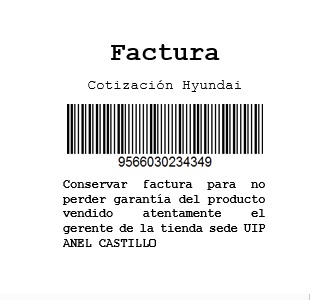 Factura
Cotización Hyundai
9566030234349
Conservar factura para no
perder garantía del producto
vendido atentamente el
gerente de la tienda sede UIP
ANEL CASTILLO